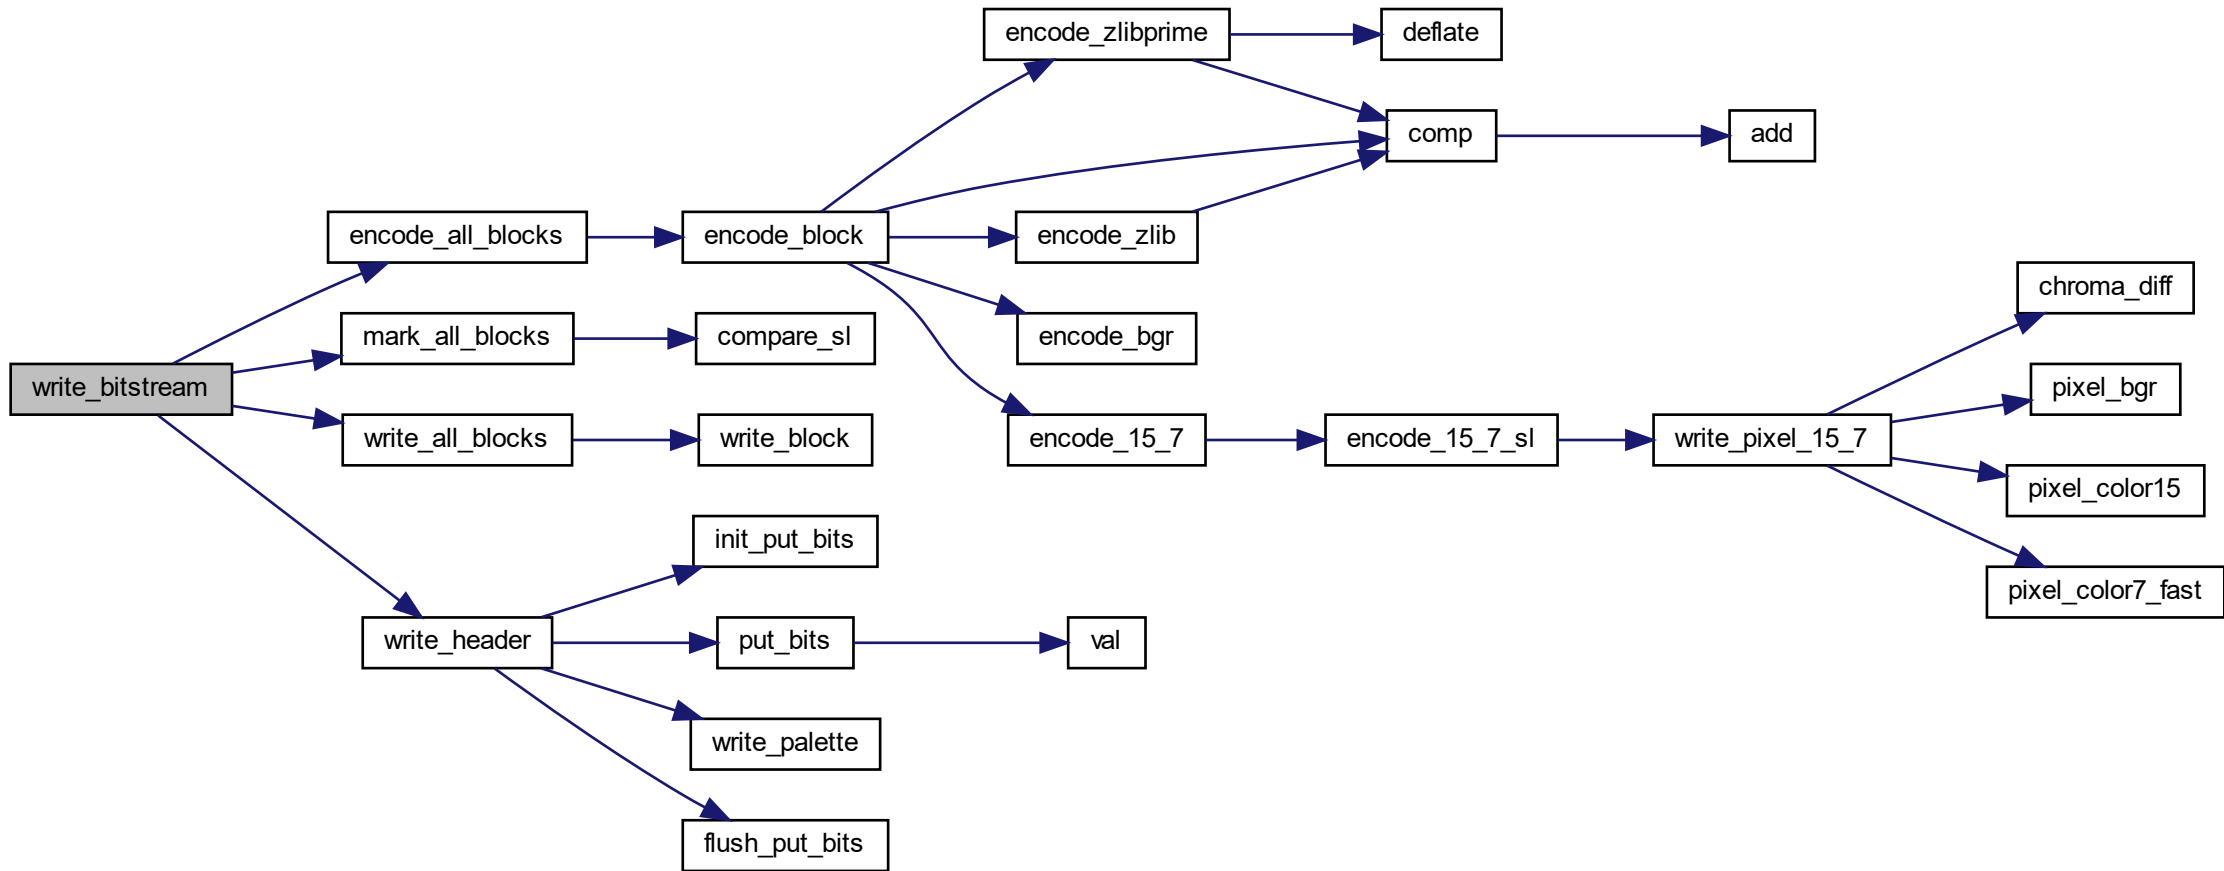 write_bitstream
encode_all_blocks
mark_all_blocks
write_all_blocks
write_header
encode_block
compare_sl
write_block
init_put_bits
put_bits
write_palette
flush_put_bits
encode_zlibprime
encode_zlib
encode_bgr
encode_15_7
val
deflate
comp
encode_15_7_sl
add
write_pixel_15_7
chroma_diff
pixel_bgr
pixel_color15
pixel_color7_fast